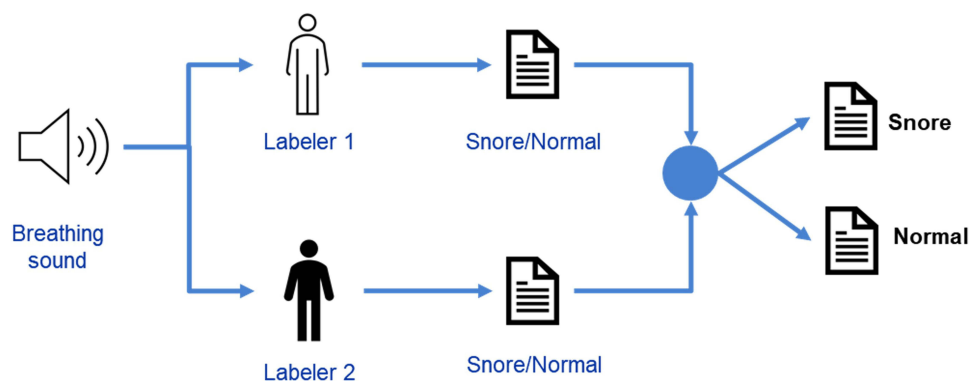 Labeler 1
Snore/Normal
Snore
Breathing
sound
Normal
Labeler 2
Snore/Normal